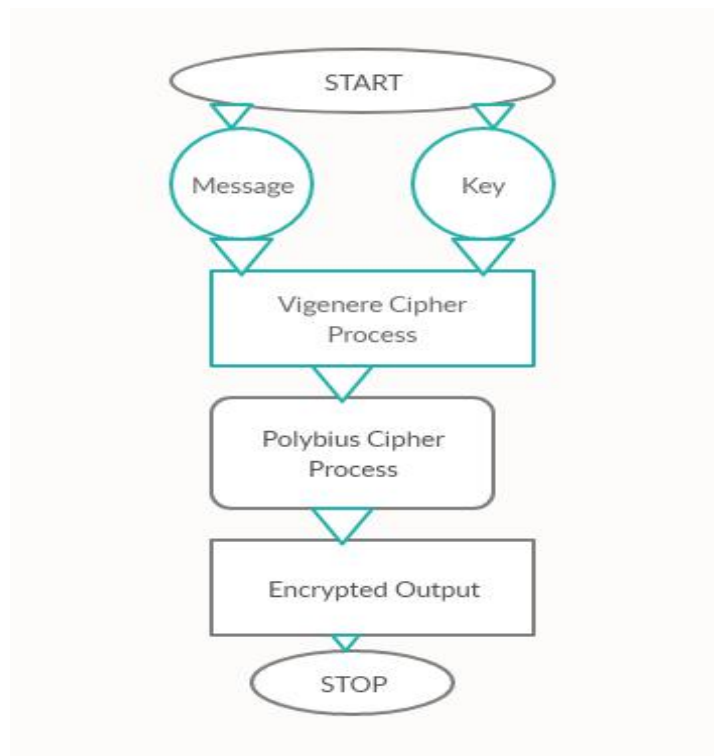 START
Message
Key
Vigenere Cipher
Process
Polybius Cipher
Process
Encrypted Output
STOP